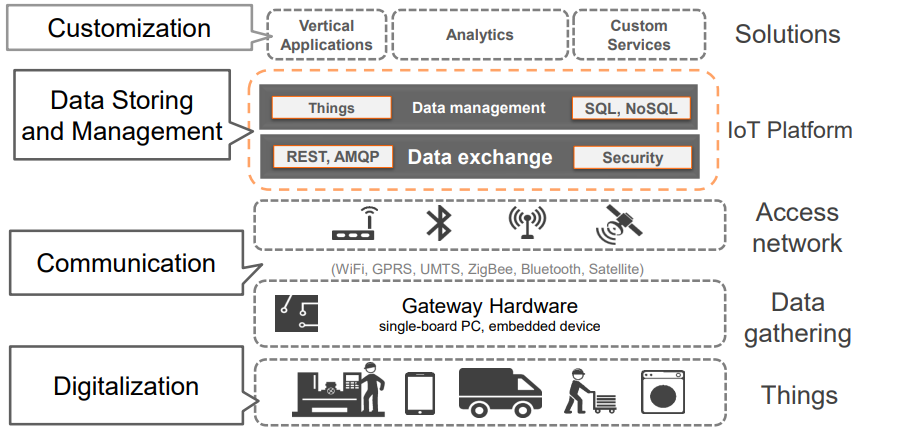 Customization
Vertical
Applications
Analytics
Custom
Services
Solutions
Data Storing
and Management
Things
Data management
SQL, NoSQL
REST, AMQP
Data exchange
Security
IoT Platform
Access
network
Communication
(WiFi, GPRS, UMTS, ZigBee, Bluetooth, Satellite)
Gateway Hardware
single-board PC, embedded device
Data
gathering
Digitalization
Things